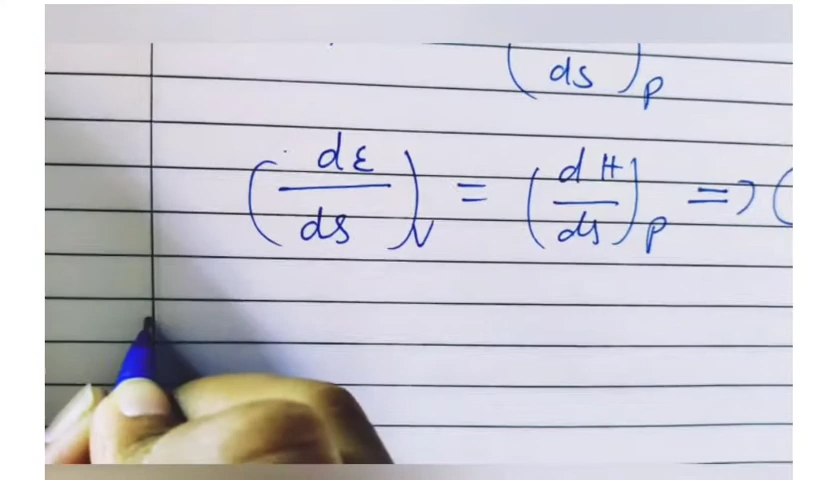 ( ds )p
( dε / ds )v = ( dH / ds )p => (